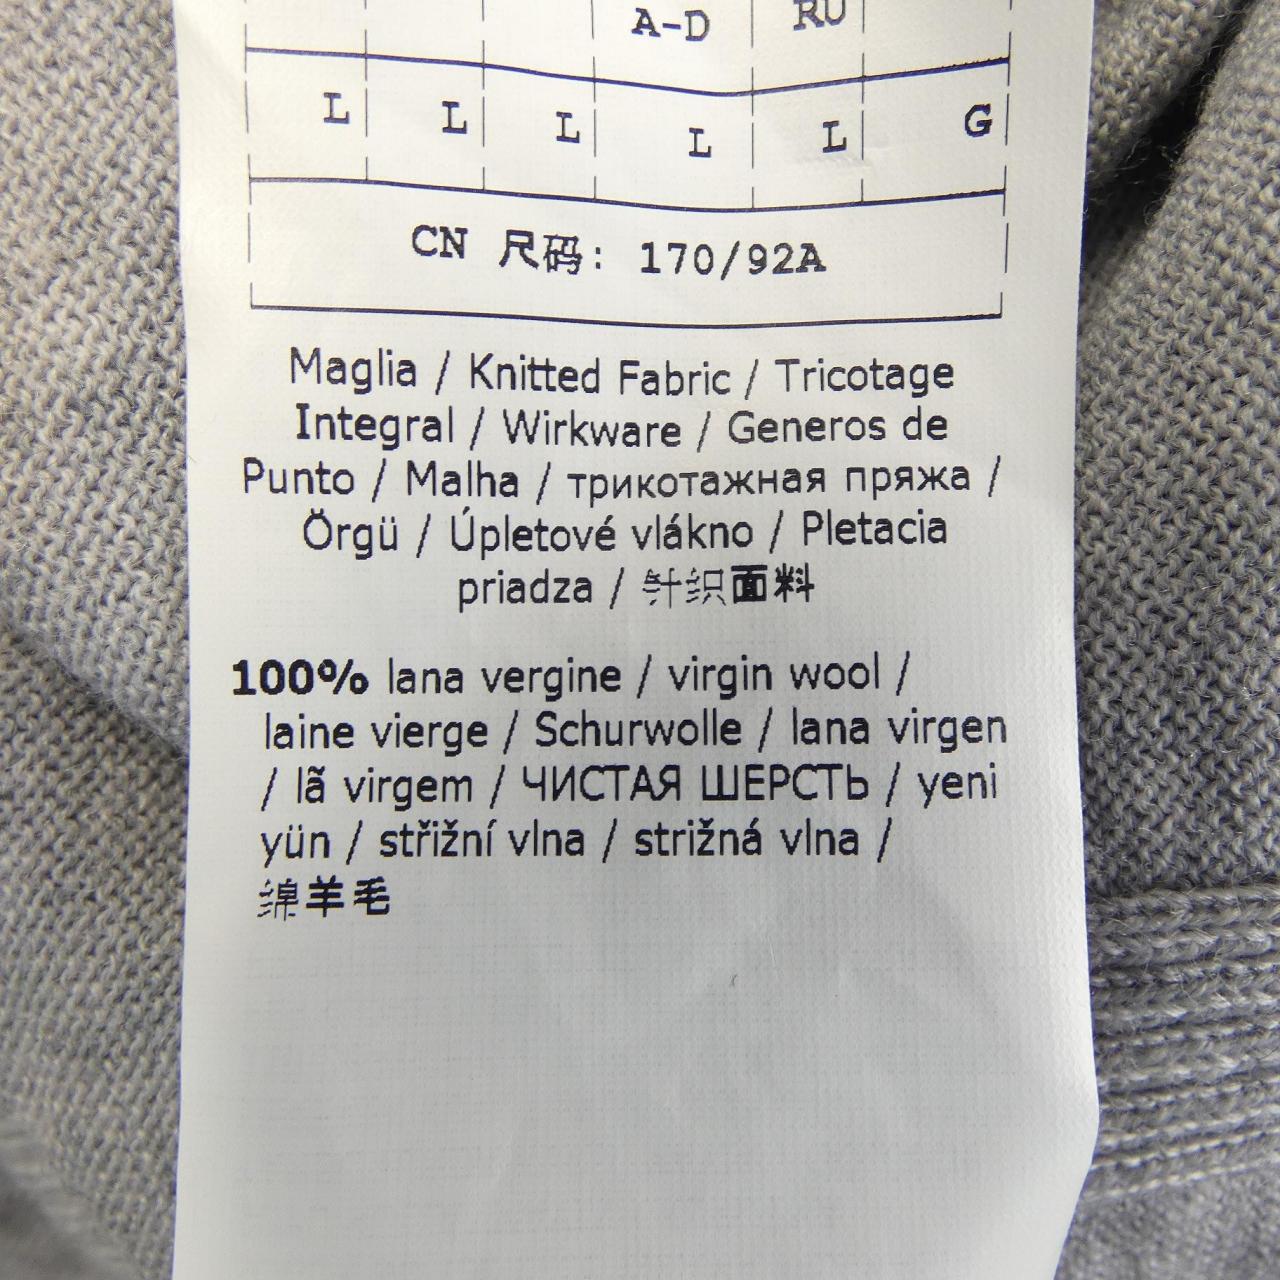 A-D RU
L L L L L G
CN 尺码: 170/92A
Maglia / Knitted Fabric / Tricotage
Integral / Wirkware / Generos de
Punto / Malha / трикотажная пряжа /
Örgü / Úpletové vlákno / Pletacia
priadza / 针织面料
100% lana vergine / virgin wool /
laine vierge / Schurwolle / lana virgen
/ lã virgem / ЧИСТАЯ ШЕРСТЬ / yeni
yün / střižní vlna / strižná vlna /
绵羊毛